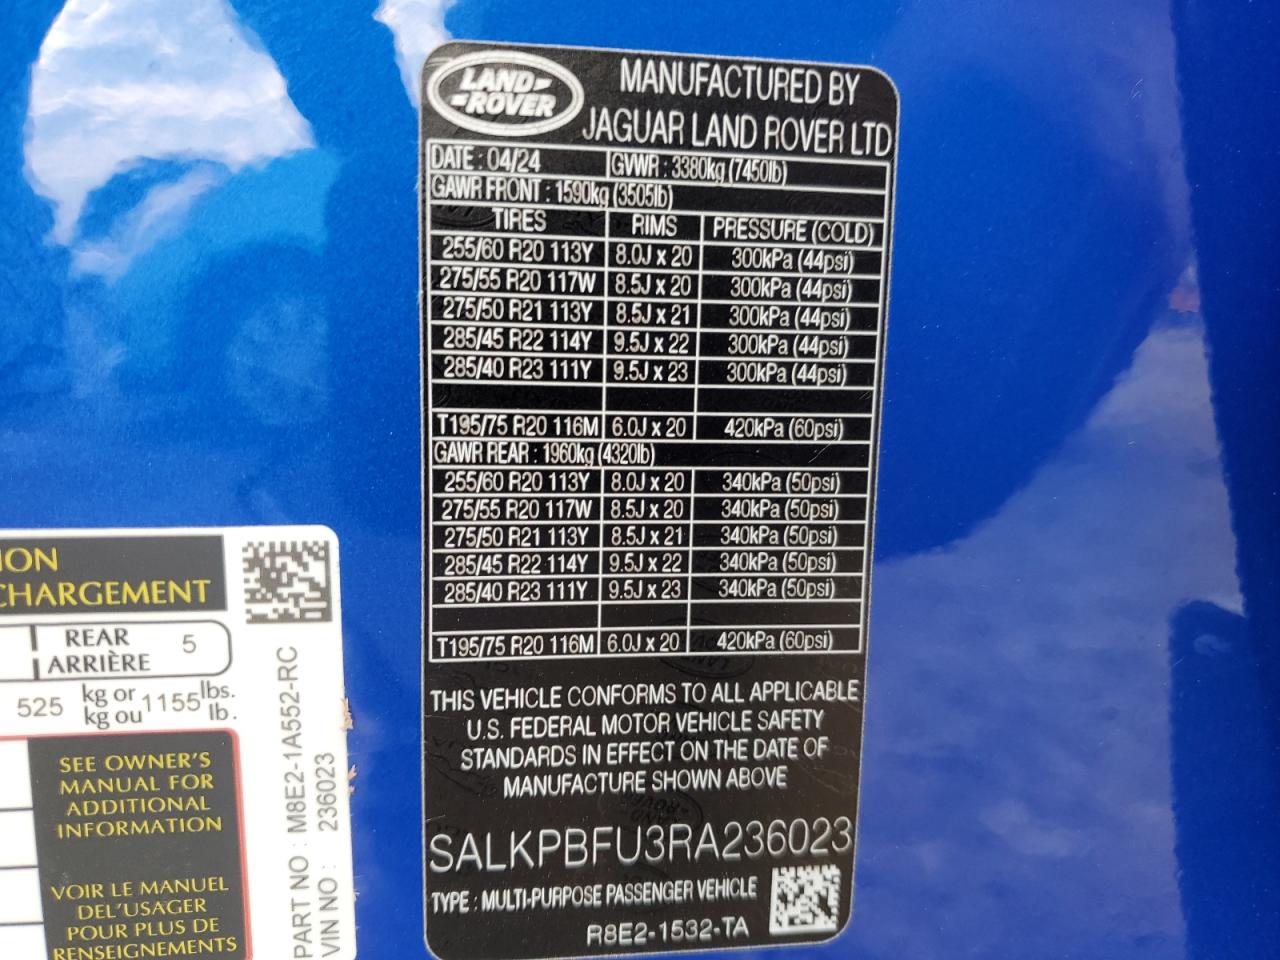 LAND-
-ROVER
MANUFACTURED BY
JAGUAR LAND ROVER LTD
DATE : 04/24 GVWR : 3380kg (7450lb)
GAWR FRONT : 1590kg (3505lb)
TIRES RIMS PRESSURE (COLD)
255/60 R20 113Y 8.0J x 20 300kPa (44psi)
275/55 R20 117W 8.5J x 20 300kPa (44psi)
275/50 R21 113Y 8.5J x 21 300kPa (44psi)
285/45 R22 114Y 9.5J x 22 300kPa (44psi)
285/40 R23 111Y 9.5J x 23 300kPa (44psi)
T195/75 R20 116M 6.0J x 20 420kPa (60psi)
GAWR REAR : 1960kg (4320lb)
255/60 R20 113Y 8.0J x 20 340kPa (50psi)
275/55 R20 117W 8.5J x 20 340kPa (50psi)
275/50 R21 113Y 8.5J x 21 340kPa (50psi)
285/45 R22 114Y 9.5J x 22 340kPa (50psi)
285/40 R23 111Y 9.5J x 23 340kPa (50psi)
T195/75 R20 116M 6.0J x 20 420kPa (60psi)
THIS VEHICLE CONFORMS TO ALL APPLICABLE
U.S. FEDERAL MOTOR VEHICLE SAFETY
STANDARDS IN EFFECT ON THE DATE OF
MANUFACTURE SHOWN ABOVE
SALKPBFU3RA236023
TYPE : MULTI-PURPOSE PASSENGER VEHICLE
R8E2-1532-TA
ION
CHARGEMENT
REAR 5
ARRIÈRE
525 kg or 1155 lbs.
kg ou lb.
SEE OWNER'S
MANUAL FOR
ADDITIONAL
INFORMATION
VOIR LE MANUEL
DEL'USAGER
POUR PLUS DE
RENSEIGNEMENTS
PART NO : M8E2-1A552-RC
VIN NO : 236023